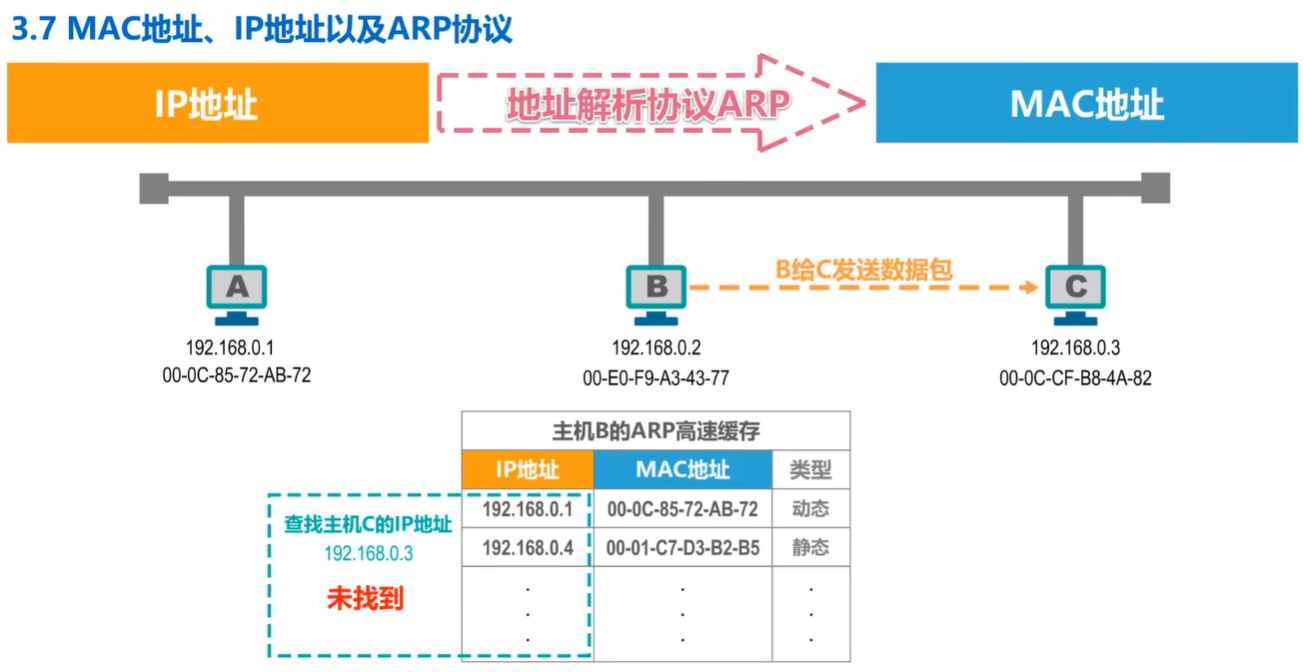 3.7 MAC地址、IP地址以及ARP协议
IP地址
地址解析协议ARP
MAC地址
A
B
B给C发送数据包
C
192.168.0.1
00-0C-85-72-AB-72
192.168.0.2
00-E0-F9-A3-43-77
192.168.0.3
00-0C-CF-B8-4A-82
主机B的ARP高速缓存
IP地址 MAC地址 类型
192.168.0.1 00-0C-85-72-AB-72 动态
192.168.0.4 00-01-C7-D3-B2-B5 静态
查找主机C的IP地址
192.168.0.3
未找到